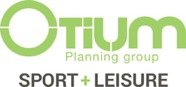 Otium
Planning group
SPORT + LEISURE